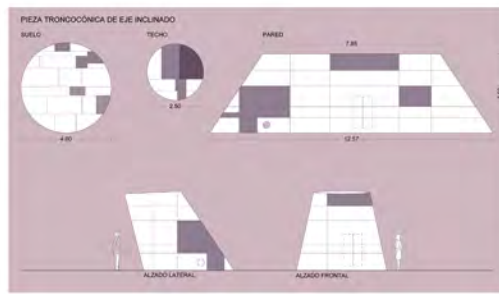 PIEZA TRONCOCÓNICA DE EJE INCLINADO
SUELO
TECHO
PARED
7.85
2.50
4.00
12.57
ALZADO LATERAL
ALZADO FRONTAL